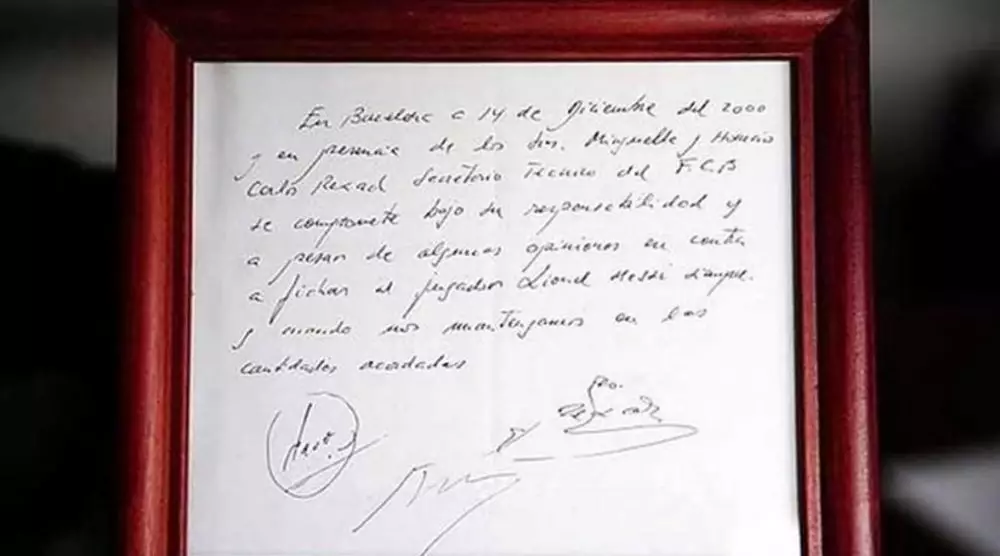 En Barcelona a 14 de Diciembre del 2000
y en presencia de los Srs. Minguella y Horacio
Carlos Rexach Secretario Tecnico del F.C.B
se compromete bajo su responsabilidad y
a pesar de algunas opiniones en contra
a fichar al jugador Lionel Messi siempre
y cuando nos mantengamos en las
cantidades acordadas